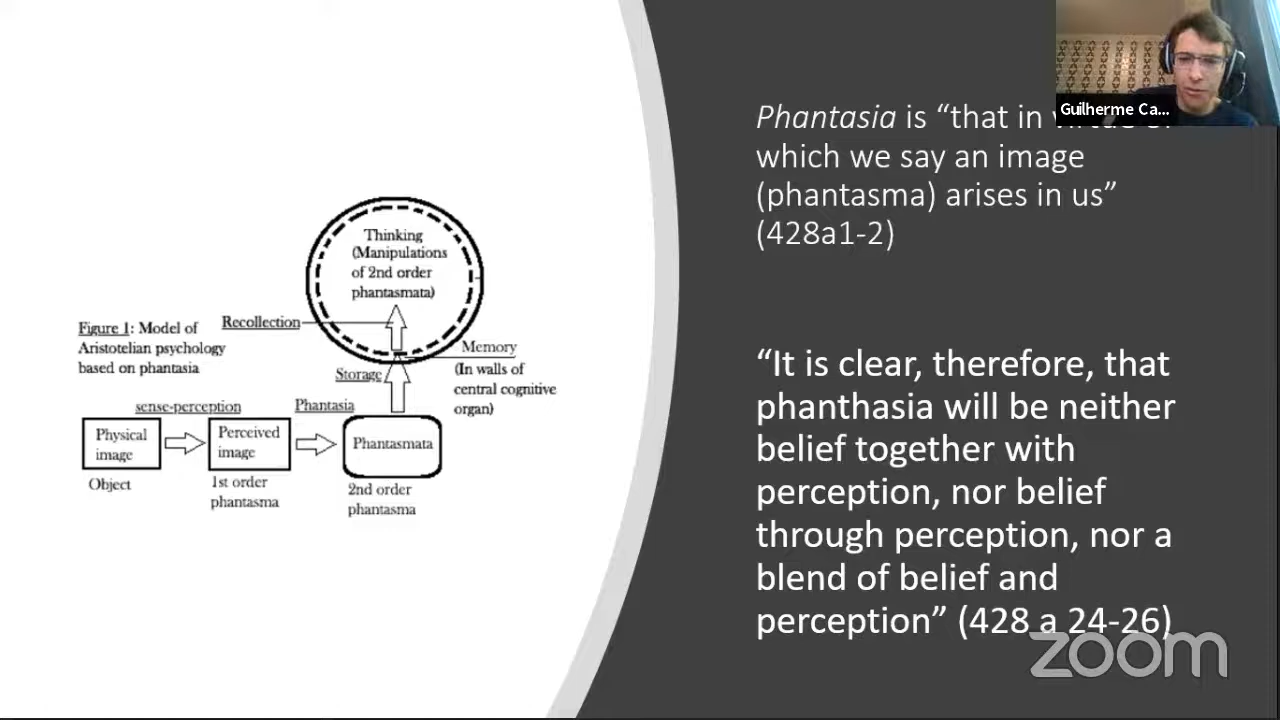 Thinking
(Manipulations
of 2nd order
phantasmata)
Recollection
Figure 1: Model of
Aristotelian psychology
based on phantasia
Memory
(In walls of
central cognitive
organ)
Storage
sense-perception
Phantasia
Physical
image
Perceived
image
Phantasmata
Object
1st order
phantasma
2nd order
phantasma
Guilherme Ca...
Phantasia is “that in virtue of
which we say an image
(phantasma) arises in us”
(428a1-2)
“It is clear, therefore, that
phanthasia will be neither
belief together with
perception, nor belief
through perception, nor a
blend of belief and
perception” (428 a 24-26)
zoom